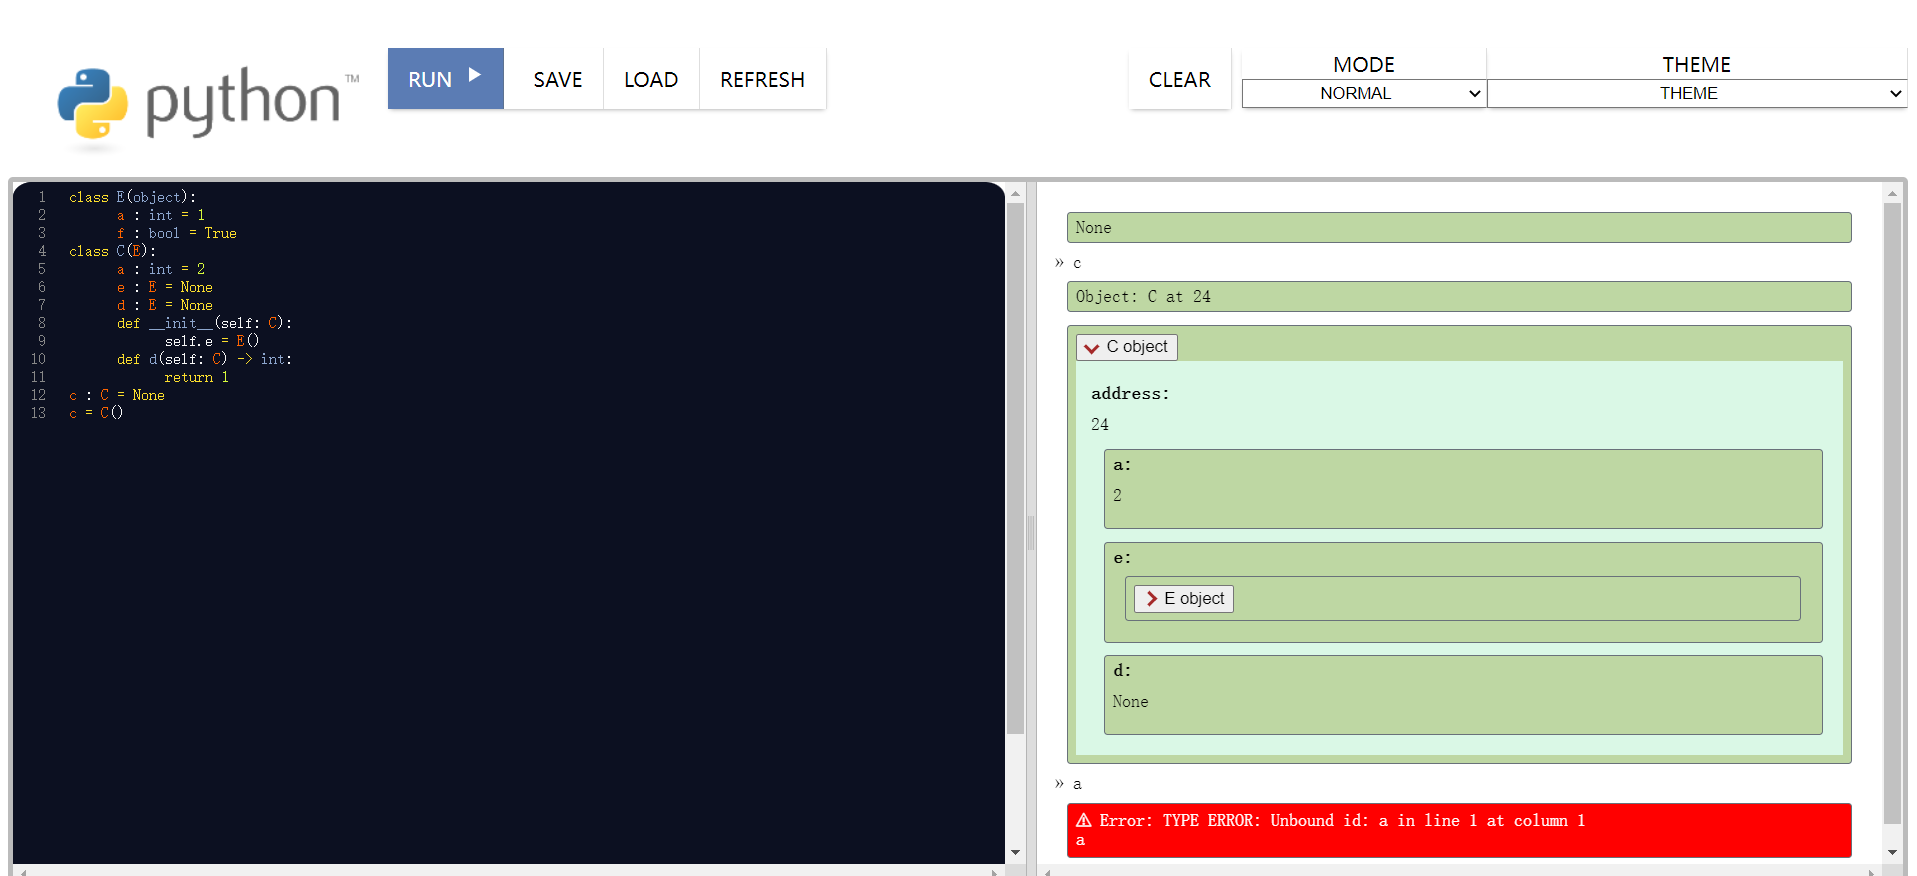 python™
RUN
SAVE
LOAD
REFRESH
CLEAR
MODE
NORMAL
THEME
THEME
1 class E(object):
2 a : int = 1
3 f : bool = True
4 class C(E):
5 a : int = 2
6 e : E = None
7 d : E = None
8 def __init__(self: C):
9 self.e = E()
10 def d(self: C) -> int:
11 return 1
12 c : C = None
13 c = C()
None
» c
Object: C at 24
C object
address:
24
a:
2
e:
E object
d:
None
» a
⚠ Error: TYPE ERROR: Unbound id: a in line 1 at column 1
a